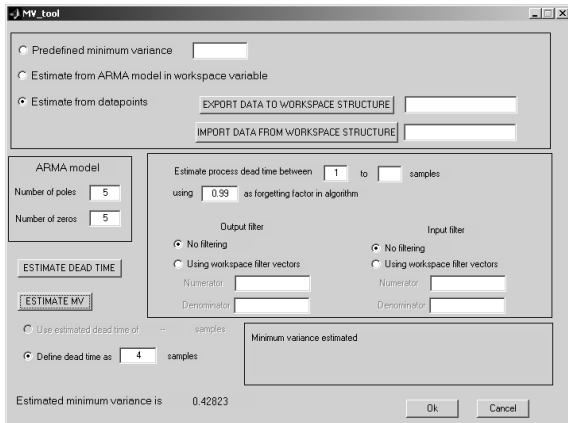 MV_tool
Predefined minimum variance
Estimate from ARMA model in workspace variable
Estimate from datapoints
EXPORT DATA TO WORKSPACE STRUCTURE
IMPORT DATA FROM WORKSPACE STRUCTURE
ARMA model
Number of poles 5
Number of zeros 5
Estimate process dead time between 1 to samples
using 0.99 as forgetting factor in algorithm
Output filter
No filtering
Using workspace filter vectors
Numerator
Denominator
Input filter
No filtering
Using workspace filter vectors
Numerator
Denominator
ESTIMATE DEAD TIME
ESTIMATE MV
Use estimated dead time of -- samples
Define dead time as 4 samples
Minimum variance estimated
Estimated minimum variance is 0.42823
Ok Cancel